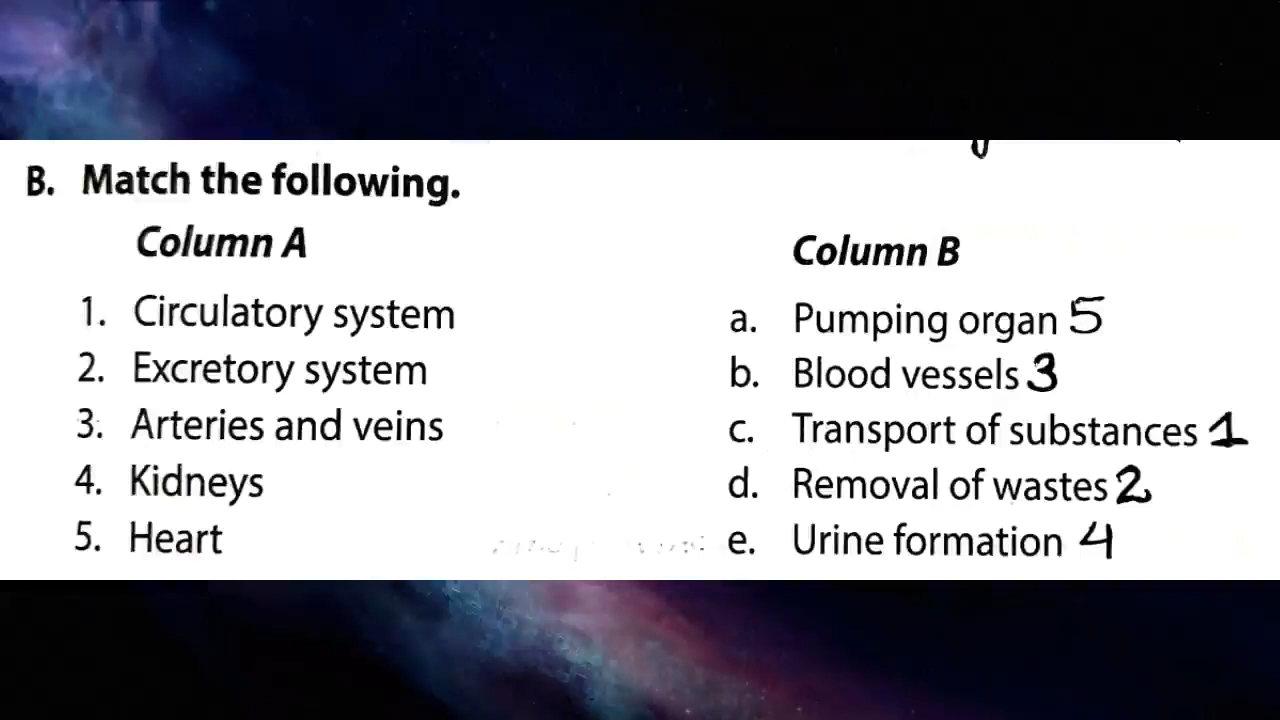 B. Match the following.
Column A
1. Circulatory system
2. Excretory system
3. Arteries and veins
4. Kidneys
5. Heart
Column B
a. Pumping organ 5
b. Blood vessels 3
c. Transport of substances 1
d. Removal of wastes 2
e. Urine formation 4